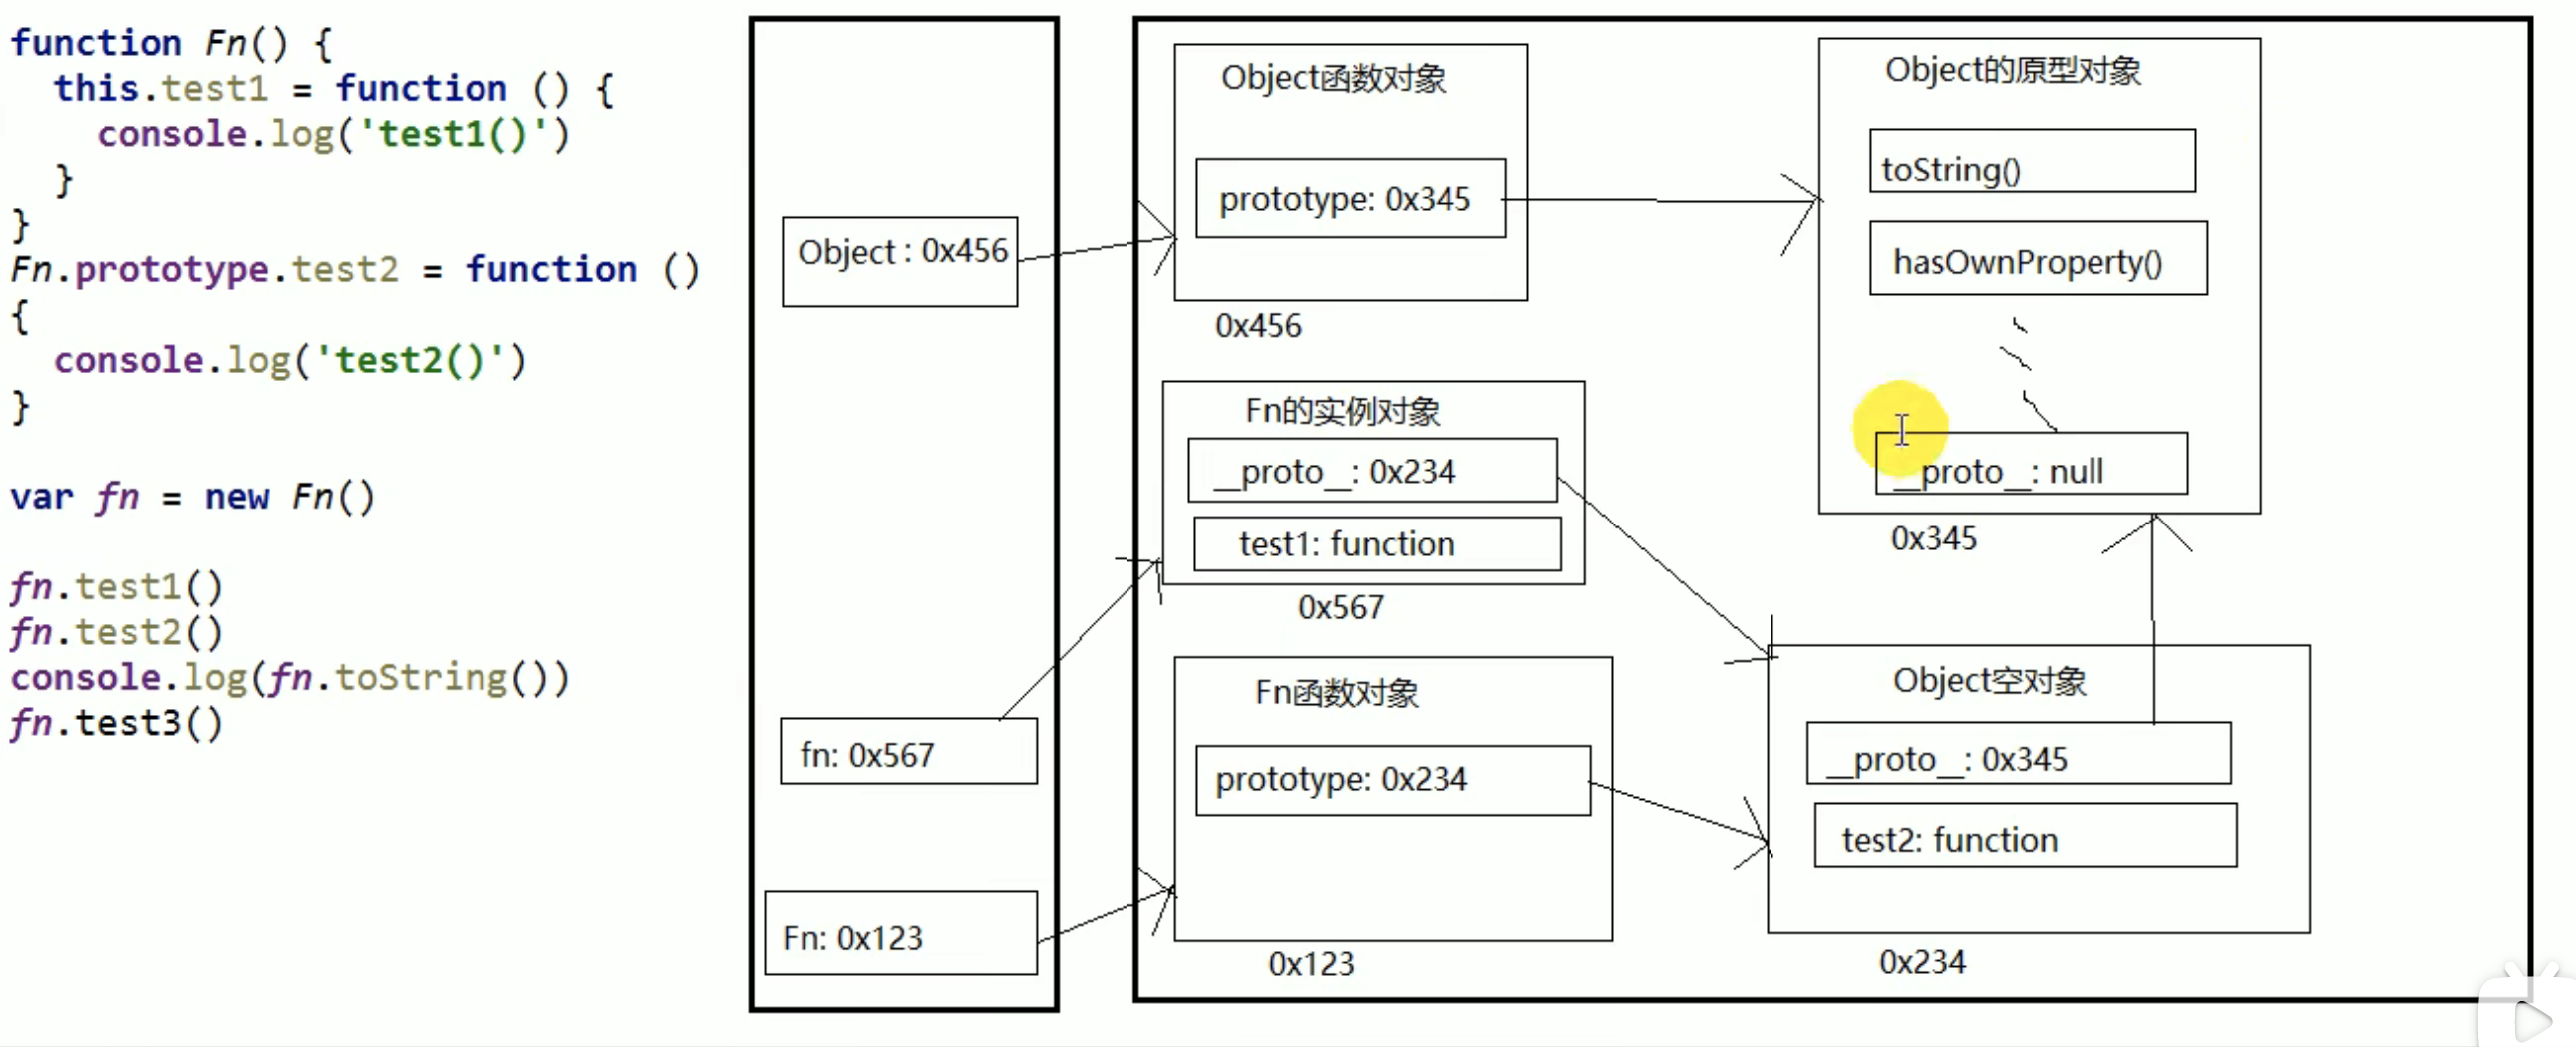 function Fn() {
this.test1 = function () {
console.log('test1()')
}
}
Fn.prototype.test2 = function ()
{
console.log('test2()')
}
var fn = new Fn()
fn.test1()
fn.test2()
console.log(fn.toString())
fn.test3()
Object : 0x456
fn: 0x567
Fn: 0x123
Object函数对象
prototype: 0x345
0x456
Object的原型对象
toString()
hasOwnProperty()
__proto__: null
0x345
Fn的实例对象
__proto__: 0x234
test1: function
0x567
Fn函数对象
prototype: 0x234
0x123
Object空对象
__proto__: 0x345
test2: function
0x234